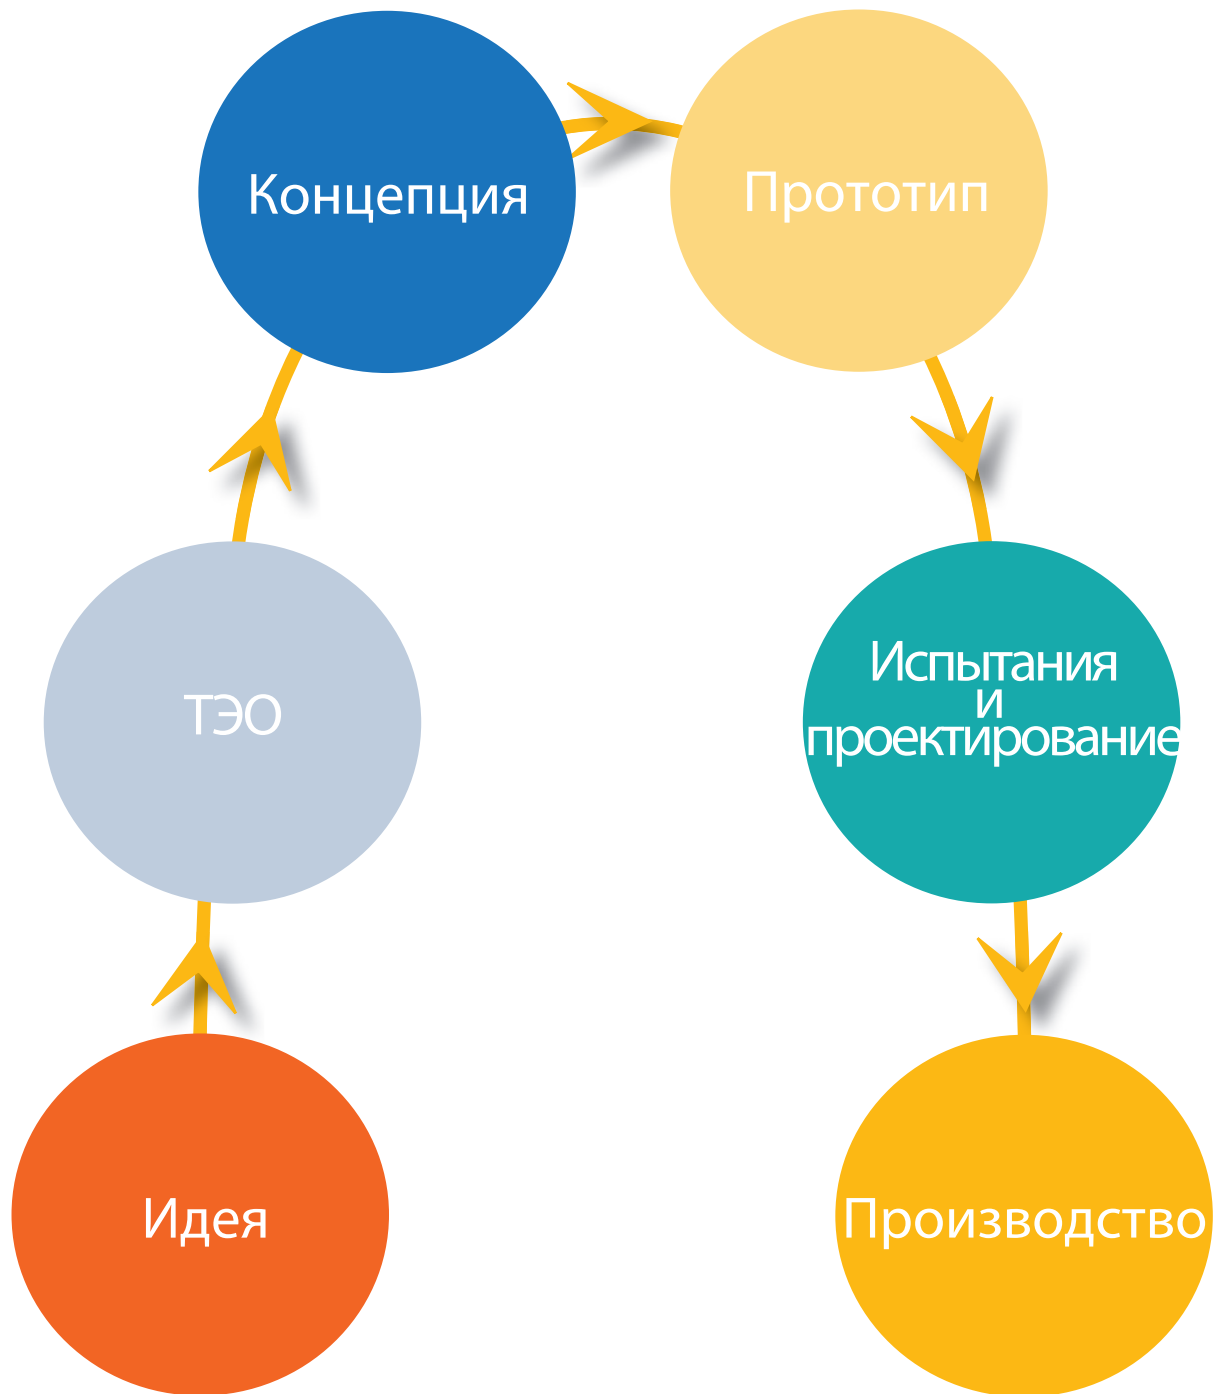 Концепция
Прототип
ТЭО
Испытания
и
проектирование
Идея
Производство